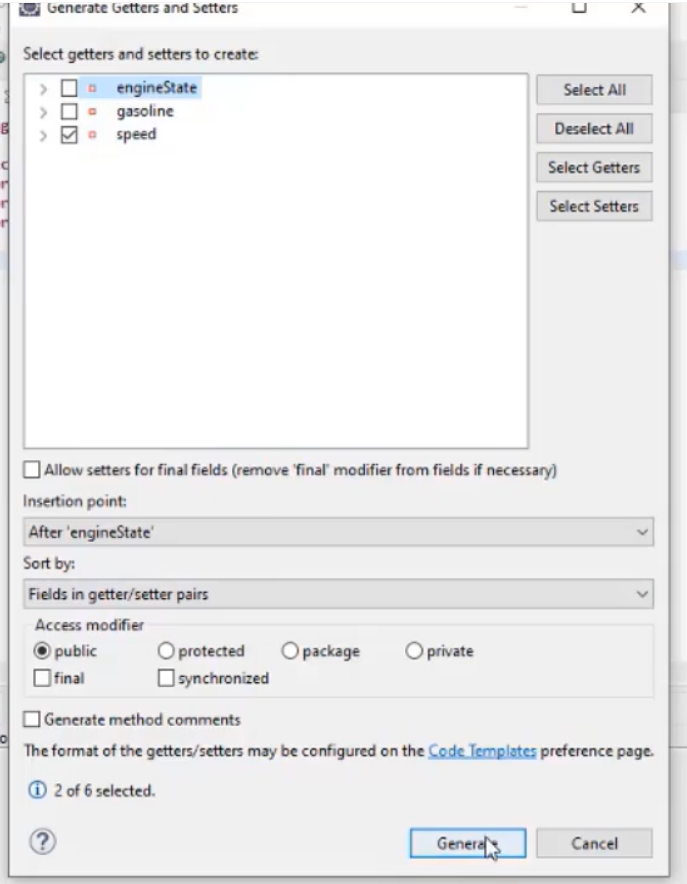 Generate Getters and Setters
Select getters and setters to create:
engineState
gasoline
speed
Select All
Deselect All
Select Getters
Select Setters
Allow setters for final fields (remove 'final' modifier from fields if necessary)
Insertion point:
After 'engineState'
Sort by:
Fields in getter/setter pairs
Access modifier
public protected package private
final synchronized
Generate method comments
The format of the getters/setters may be configured on the Code Templates preference page.
2 of 6 selected.
Generate Cancel